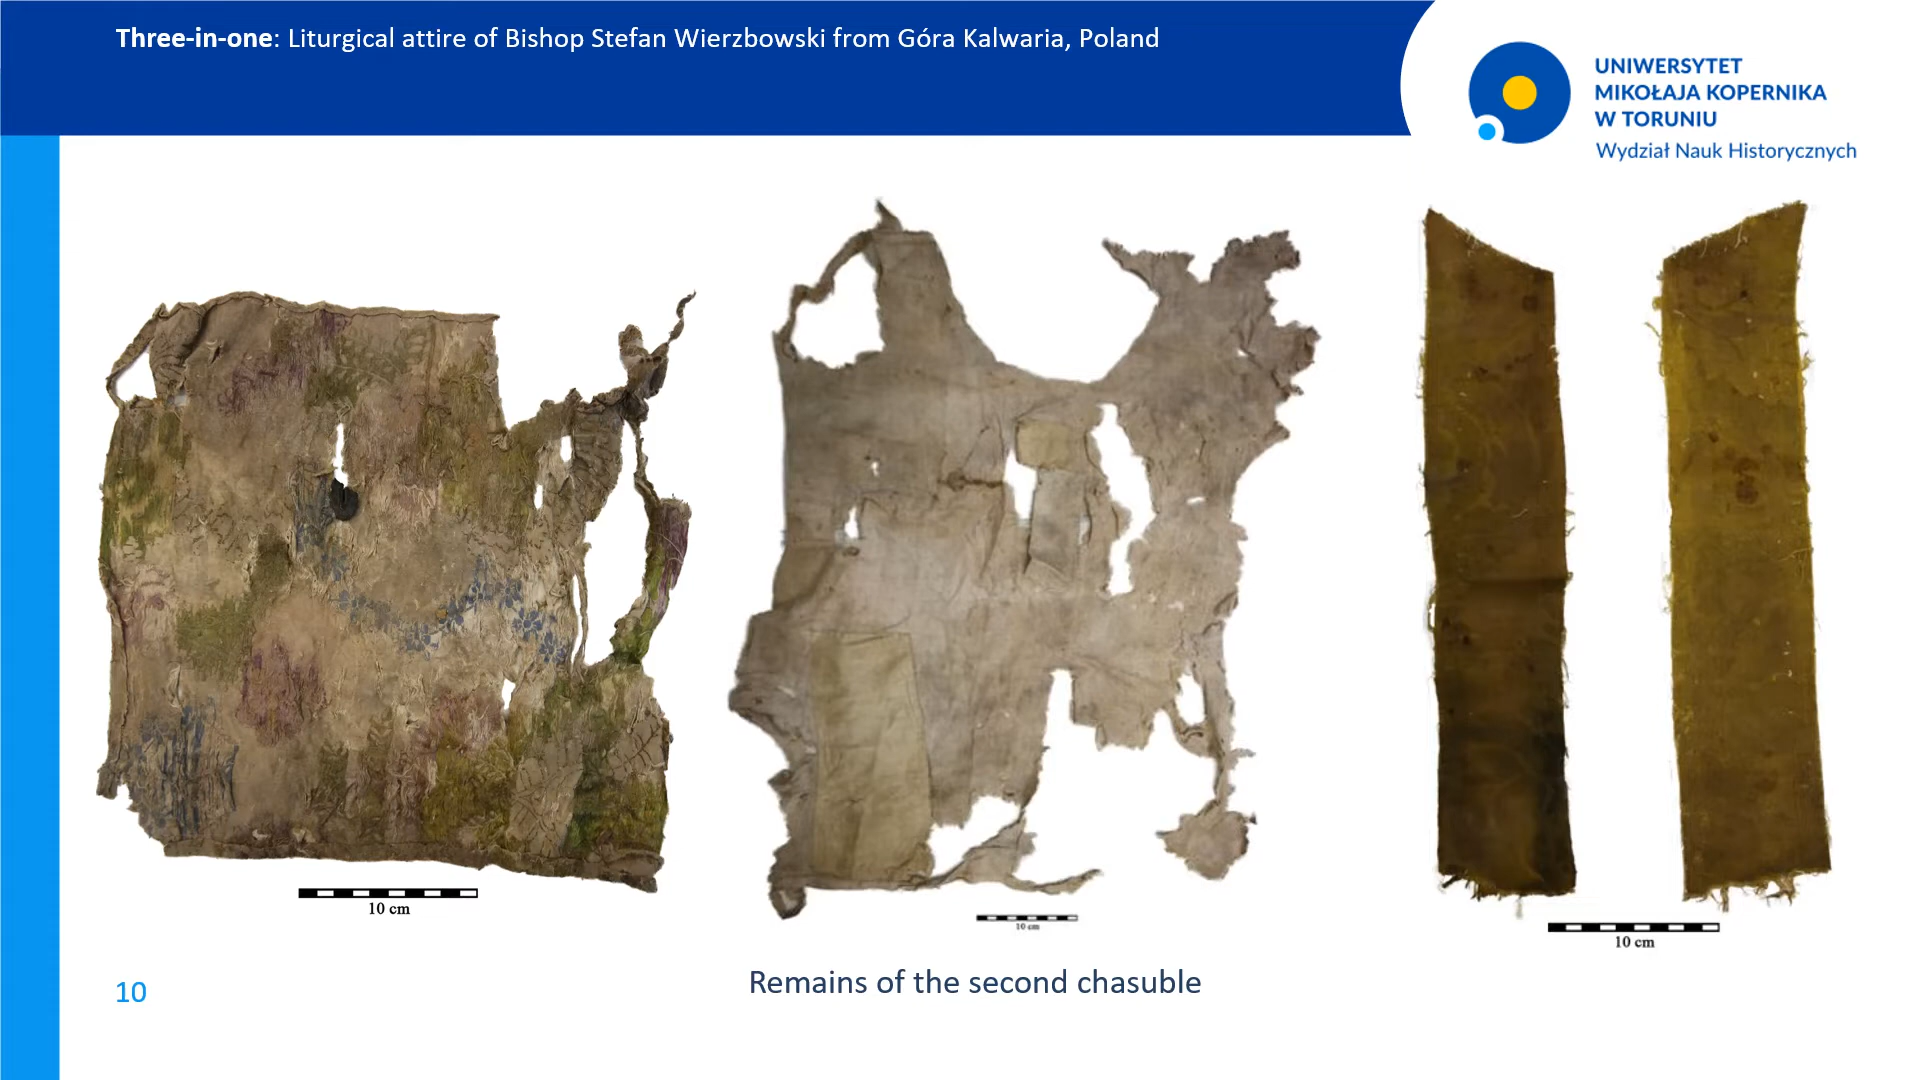 Three-in-one: Liturgical attire of Bishop Stefan Wierzbowski from Góra Kalwaria, Poland
UNIWERSYTET
MIKOŁAJA KOPERNIKA
W TORUNIU
Wydział Nauk Historycznych
10 cm
10 cm
10 cm
Remains of the second chasuble
10